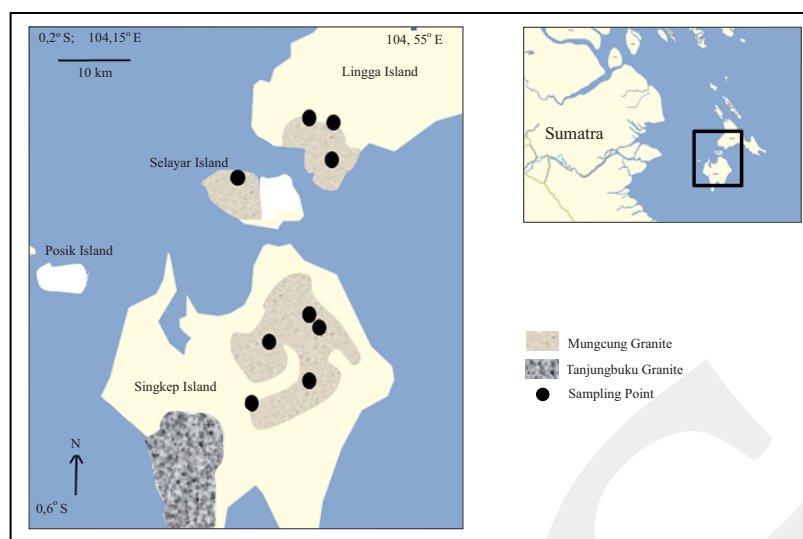 0,2° S; 104,15° E
104, 55° E
10 km
Lingga Island
Selayar Island
Posik Island
Singkep Island
N
0,6° S
Sumatra
Mungcung Granite
Tanjungbuku Granite
Sampling Point